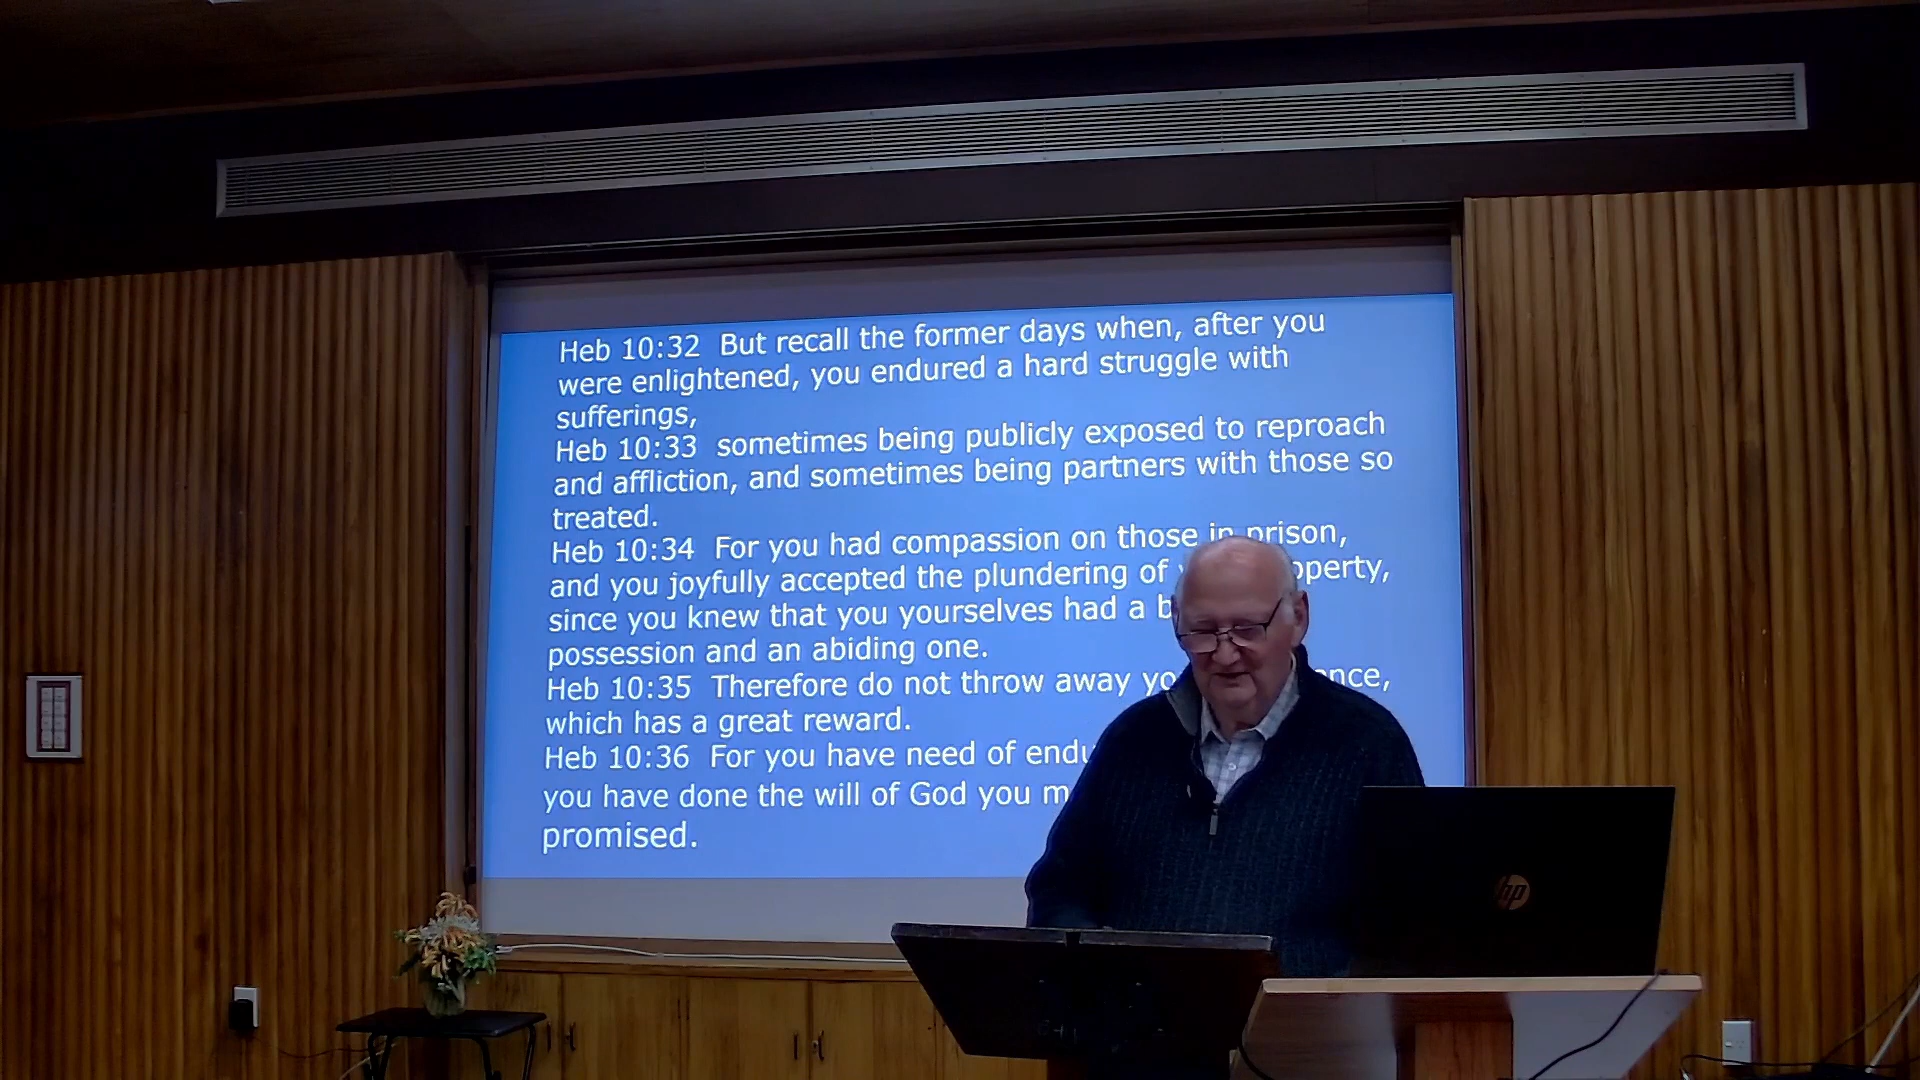 Heb 10:32 But recall the former days when, after you
were enlightened, you endured a hard struggle with
sufferings,
Heb 10:33 sometimes being publicly exposed to reproach
and affliction, and sometimes being partners with those so
treated.
Heb 10:34 For you had compassion on those in prison,
and you joyfully accepted the plundering of
since you knew that you yourselves had a
possession and an abiding one.
Heb 10:35 Therefore do not throw away
which has a great reward.
Heb 10:36 For you have need of
you have done the will of God you
promised.
hp